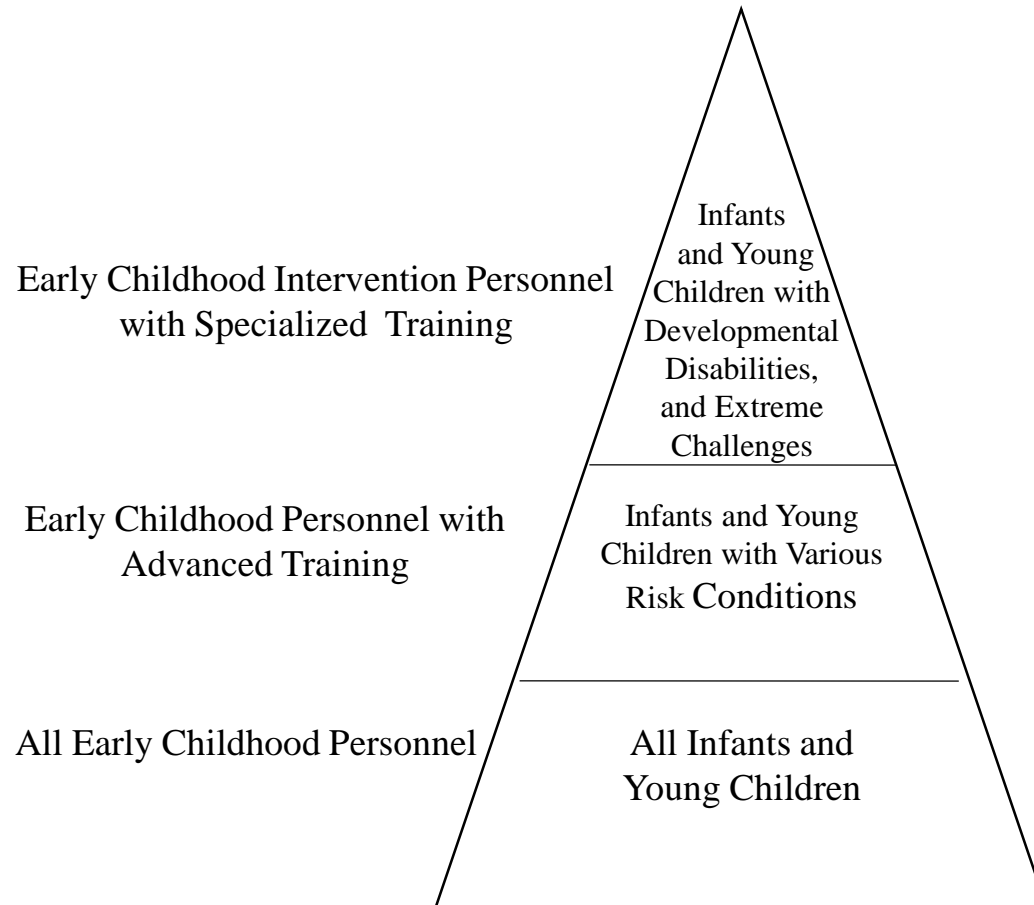 Infants
and Young
Children with
Developmental
Disabilities,
and Extreme
Challenges
Early Childhood Intervention Personnel
with Specialized Training
Early Childhood Personnel with
Advanced Training
Infants and Young
Children with Various
Risk Conditions
All Early Childhood Personnel
All Infants and
Young Children